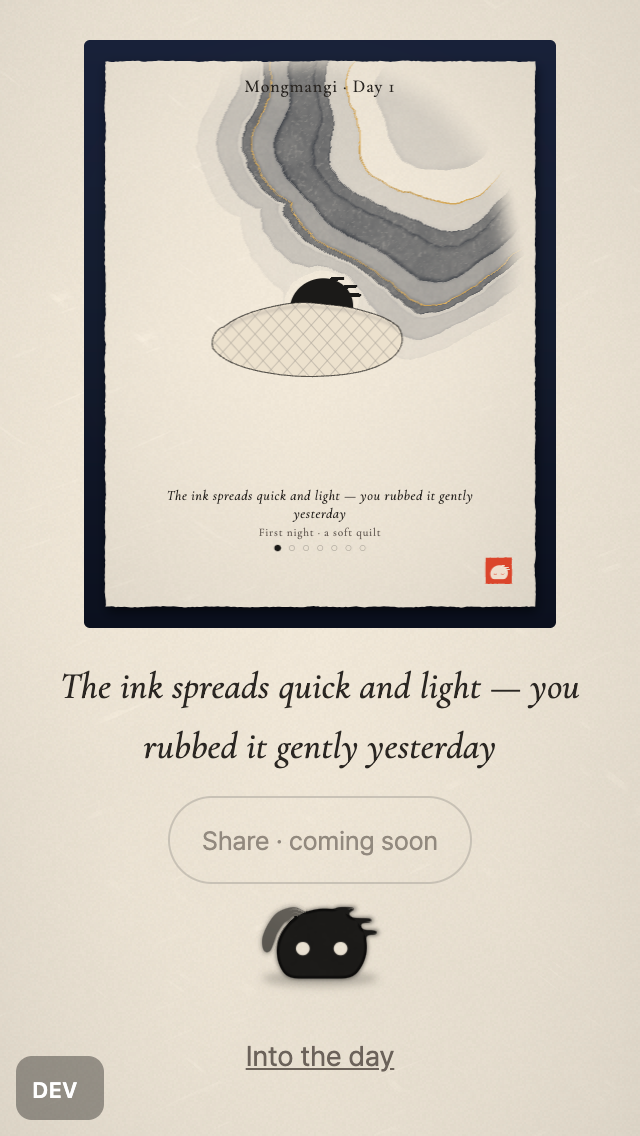 Mongmangi · Day 1
The ink spreads quick and light — you rubbed it gently
yesterday
First night · a soft quilt
The ink spreads quick and light — you
rubbed it gently yesterday
Share · coming soon
Into the day
DEV